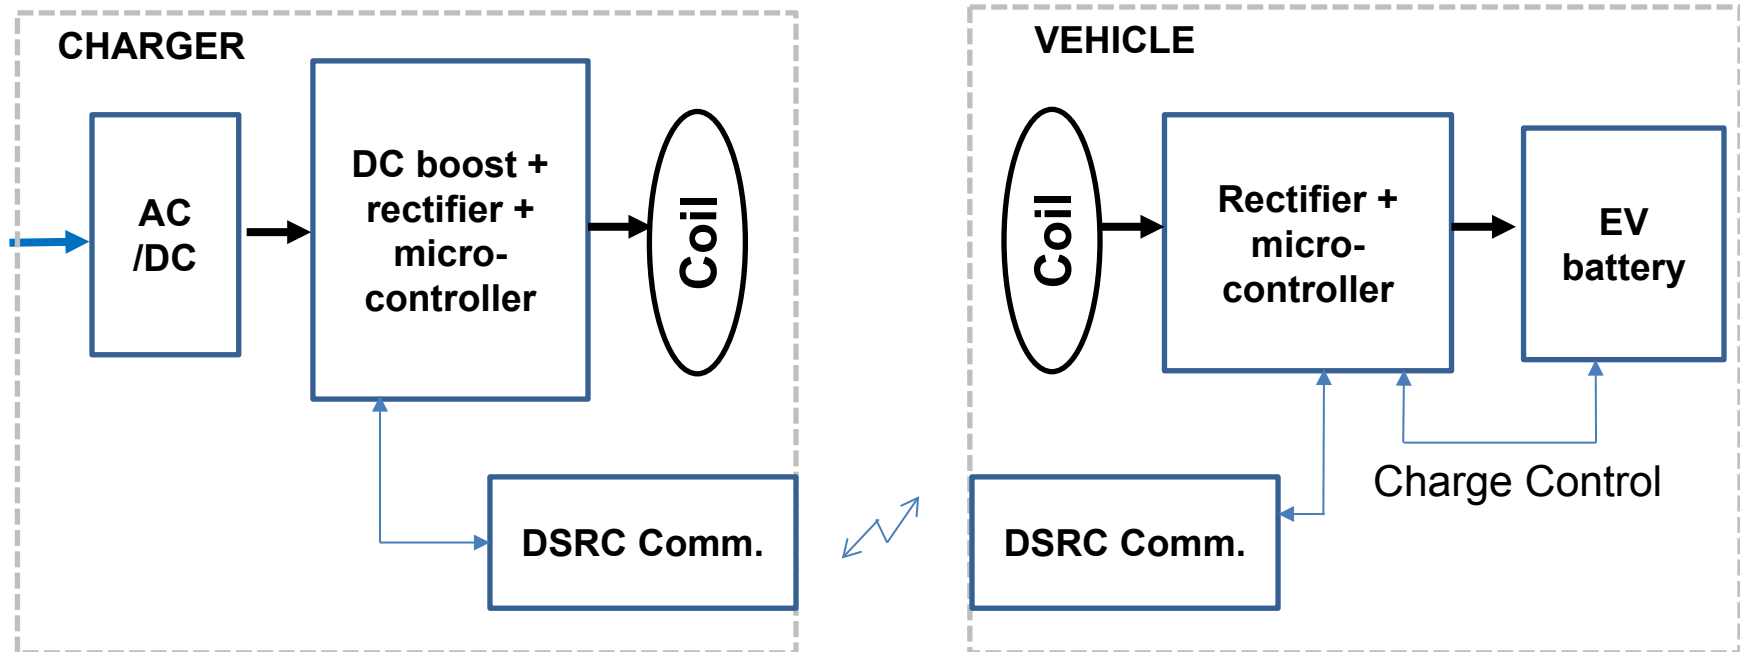 CHARGER
AC
/DC
DC boost +
rectifier +
micro-
controller
Coil
DSRC Comm.
VEHICLE
Coil
Rectifier +
micro-
controller
EV
battery
Charge Control
DSRC Comm.